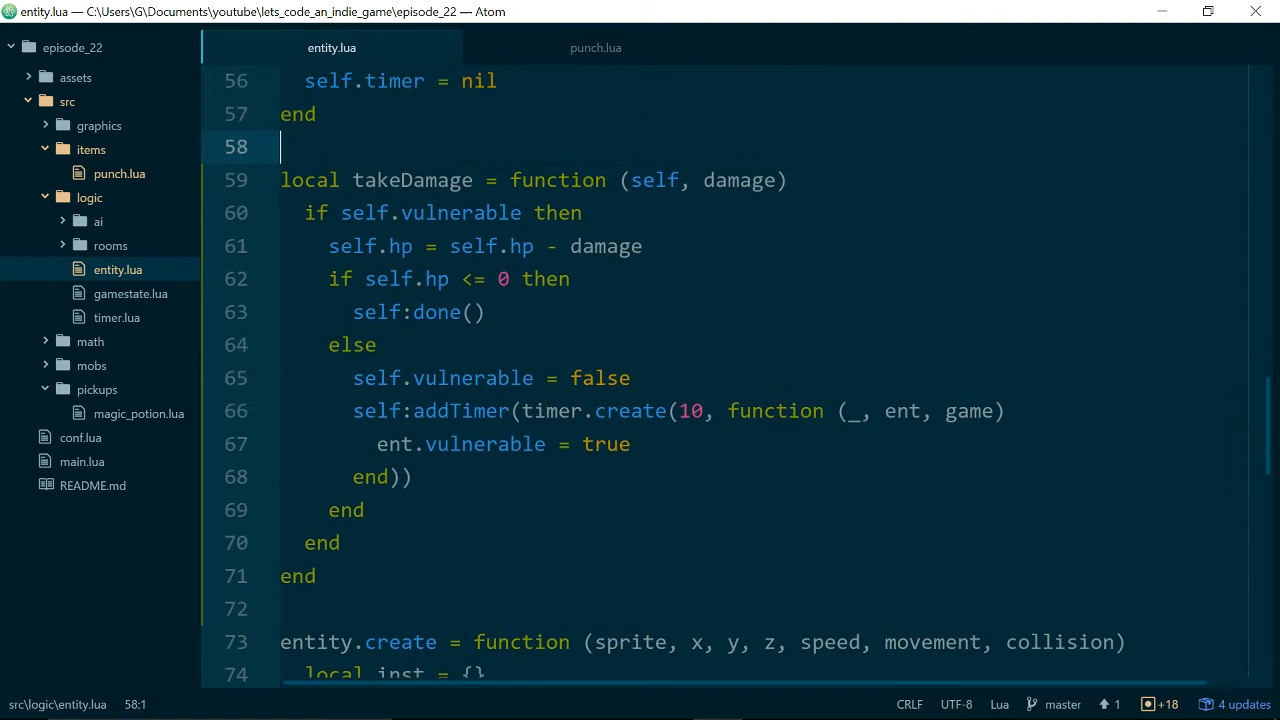 entity.lua — C:\Users\G\Documents\youtube\lets_code_an_indie_game\episode_22 — Atom
episode_22
assets
src
graphics
items
punch.lua
logic
ai
rooms
entity.lua
gamestate.lua
timer.lua
math
mobs
pickups
magic_potion.lua
conf.lua
main.lua
README.md
entity.lua
punch.lua
56 self.timer = nil
57 end
58
59 local takeDamage = function (self, damage)
60 if self.vulnerable then
61 self.hp = self.hp - damage
62 if self.hp <= 0 then
63 self:done()
64 else
65 self.vulnerable = false
66 self:addTimer(timer.create(10, function (_, ent, game)
67 ent.vulnerable = true
68 end))
69 end
70 end
71 end
72
73 entity.create = function (sprite, x, y, z, speed, movement, collision)
74 local inst = {}
src\logic\entity.lua 58:1 CRLF UTF-8 Lua master 1 +18 4 updates